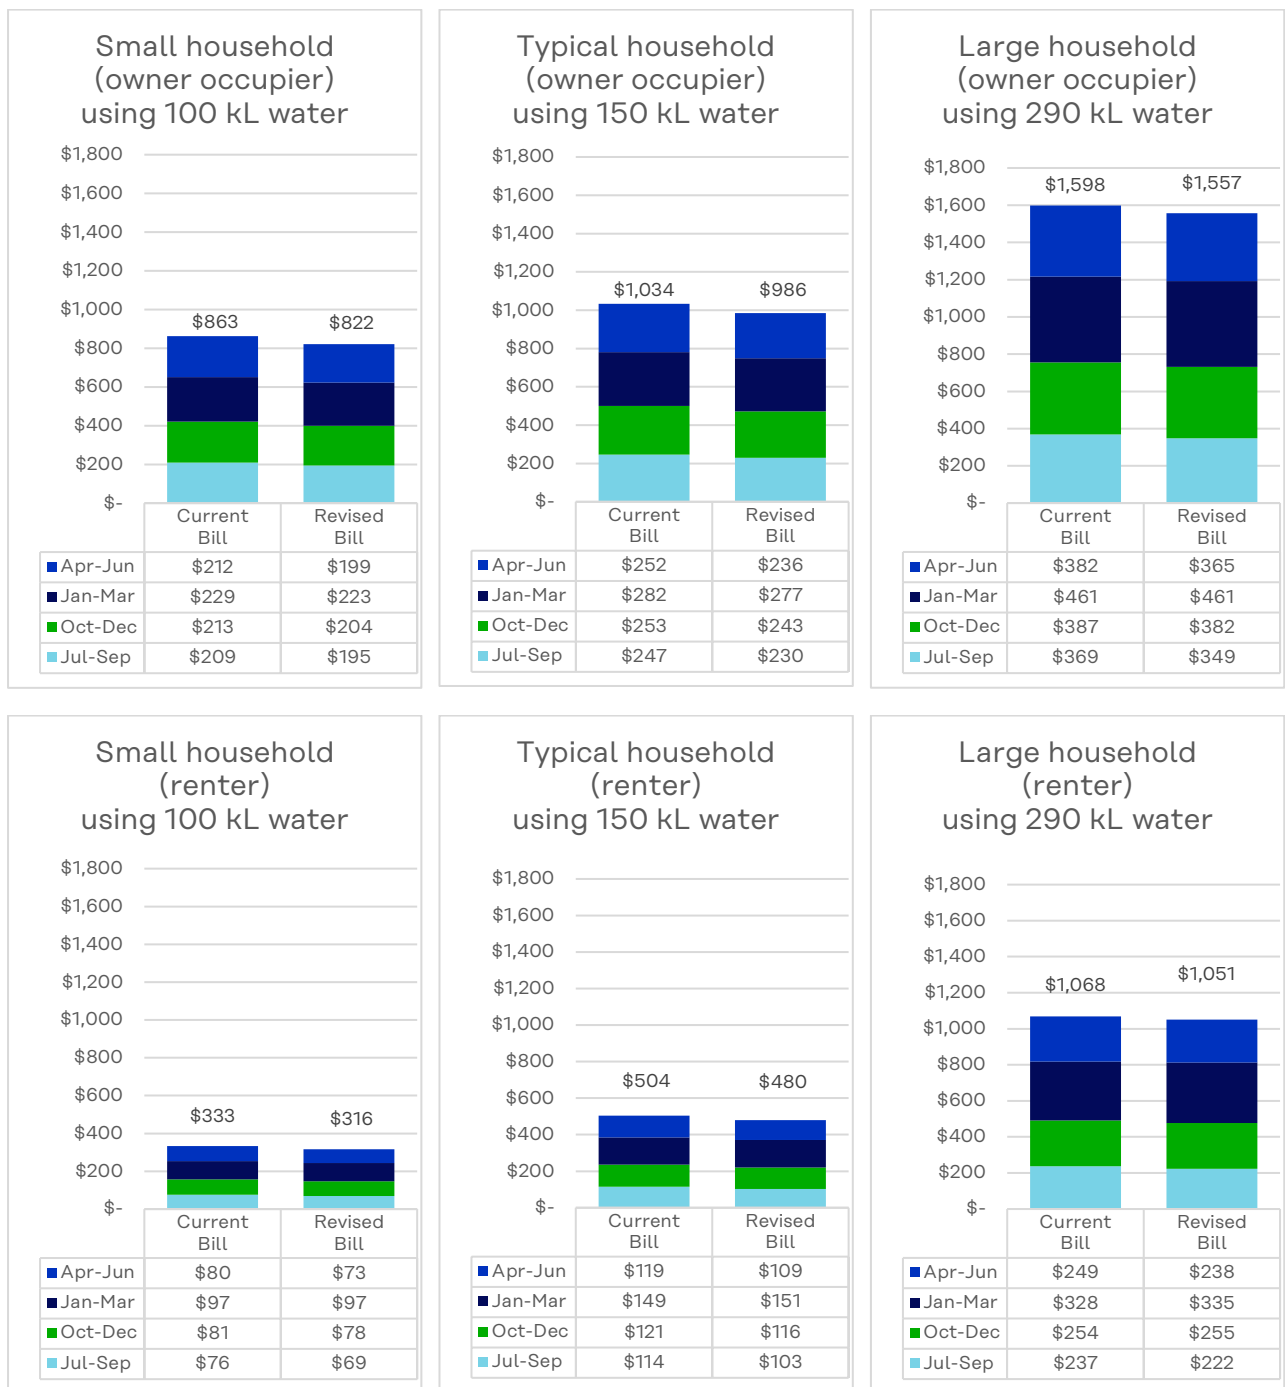 Small household
(owner occupier)
using 100 kL water
$1,800
$1,600
$1,400
$1,200
$1,000
$800
$600
$400
$200
$-
$863
$822
Current Bill
Revised Bill
Apr-Jun $212 $199
Jan-Mar $229 $223
Oct-Dec $213 $204
Jul-Sep $209 $195
Typical household
(owner occupier)
using 150 kL water
$1,800
$1,600
$1,400
$1,200
$1,000
$800
$600
$400
$200
$-
$1,034
$986
Current Bill
Revised Bill
Apr-Jun $252 $236
Jan-Mar $282 $277
Oct-Dec $253 $243
Jul-Sep $247 $230
Large household
(owner occupier)
using 290 kL water
$1,800
$1,600
$1,400
$1,200
$1,000
$800
$600
$400
$200
$-
$1,598
$1,557
Current Bill
Revised Bill
Apr-Jun $382 $365
Jan-Mar $461 $461
Oct-Dec $387 $382
Jul-Sep $369 $349
Small household
(renter)
using 100 kL water
$1,800
$1,600
$1,400
$1,200
$1,000
$800
$600
$400
$200
$-
$333
$316
Current Bill
Revised Bill
Apr-Jun $80 $73
Jan-Mar $97 $97
Oct-Dec $81 $78
Jul-Sep $76 $69
Typical household
(renter)
using 150 kL water
$1,800
$1,600
$1,400
$1,200
$1,000
$800
$600
$400
$200
$-
$504
$480
Current Bill
Revised Bill
Apr-Jun $119 $109
Jan-Mar $149 $151
Oct-Dec $121 $116
Jul-Sep $114 $103
Large household
(renter)
using 290 kL water
$1,800
$1,600
$1,400
$1,200
$1,000
$800
$600
$400
$200
$-
$1,068
$1,051
Current Bill
Revised Bill
Apr-Jun $249 $238
Jan-Mar $328 $335
Oct-Dec $254 $255
Jul-Sep $237 $222